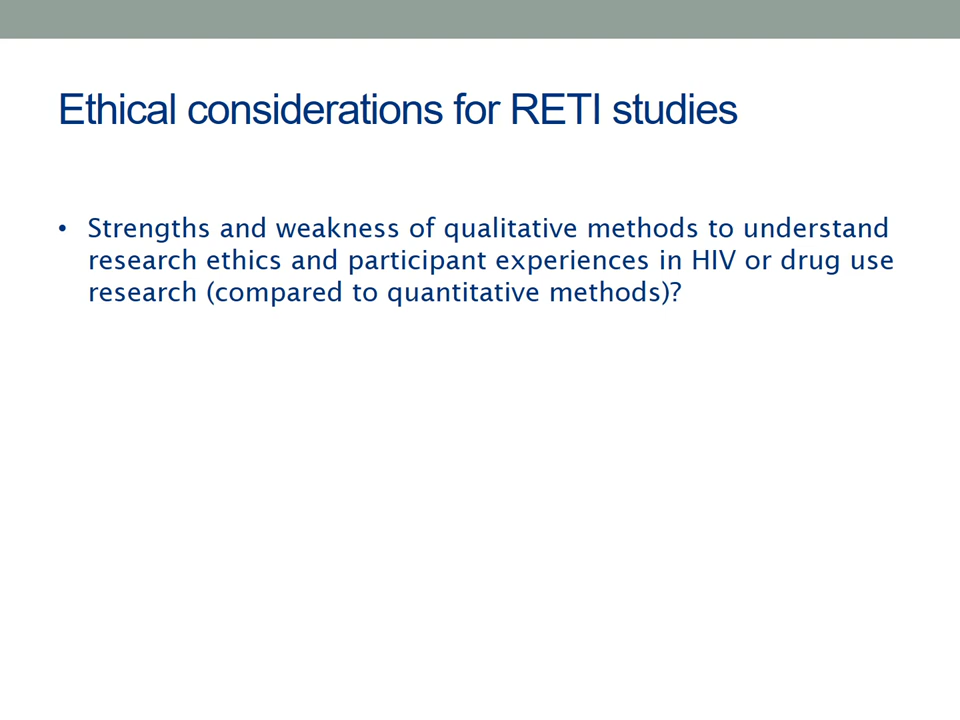 Ethical considerations for RETI studies
• Strengths and weakness of qualitative methods to understand
research ethics and participant experiences in HIV or drug use
research (compared to quantitative methods)?